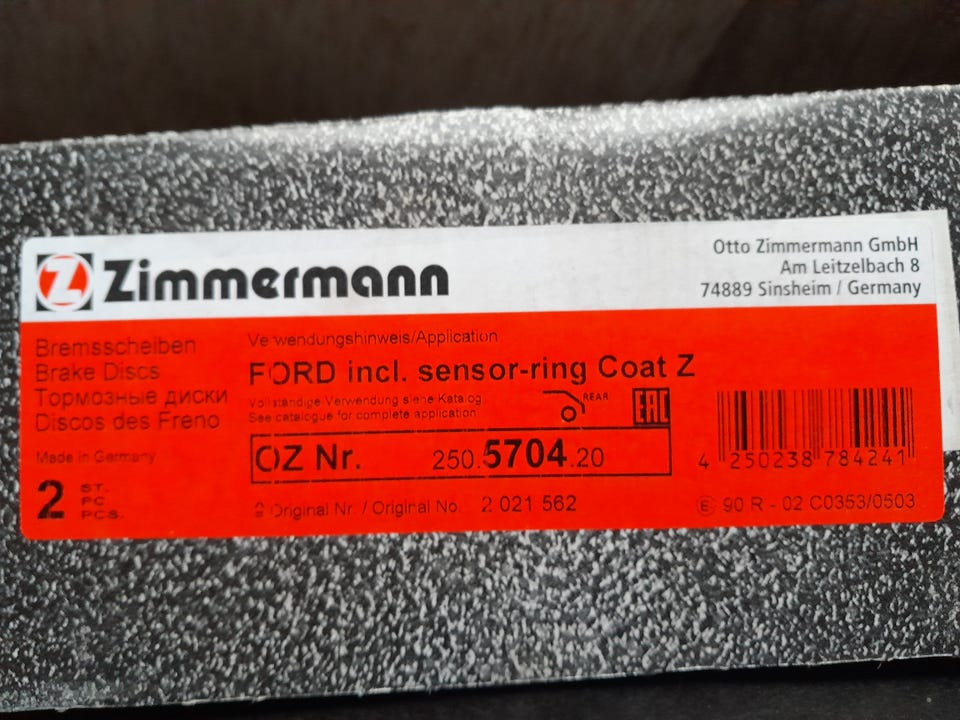 Z Zimmermann
Otto Zimmermann GmbH
Am Leitzelbach 8
74889 Sinsheim / Germany
Bremsscheiben
Brake Discs
Тормозные диски
Discos des Freno
Made in Germany
2 ST.
PC.
PCS.
Verwendungshinweis/Application
FORD incl. sensor-ring Coat Z
Vollständige Verwendung siehe Katalog.
See catalogue for complete application
REAR
EAC
OZ Nr. 250.5704.20
Original Nr. / Original No. 2 021 562
4 250238 784241
E 90 R - 02 C0353/0503